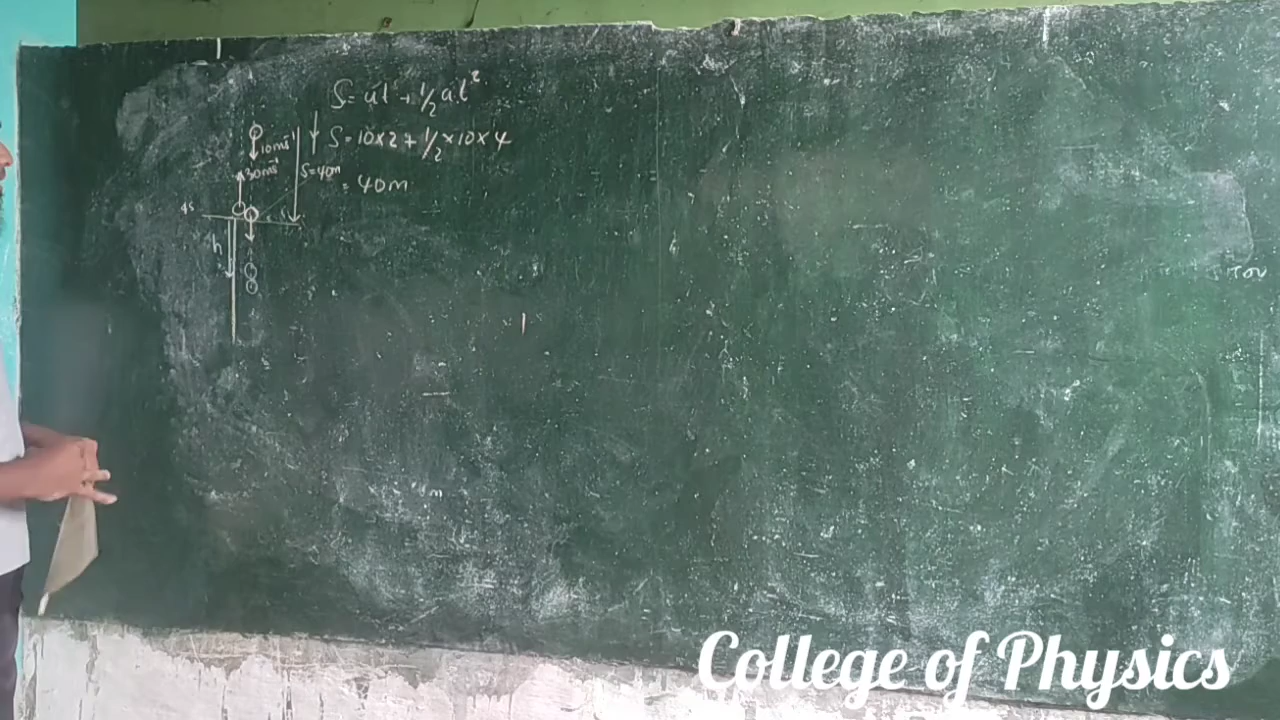 S = ut + 1/2 at²
S = 10×2 + 1/2 ×10×4
= 40m
10ms⁻¹
30ms⁻¹
S=40m
4s
h
College of Physics